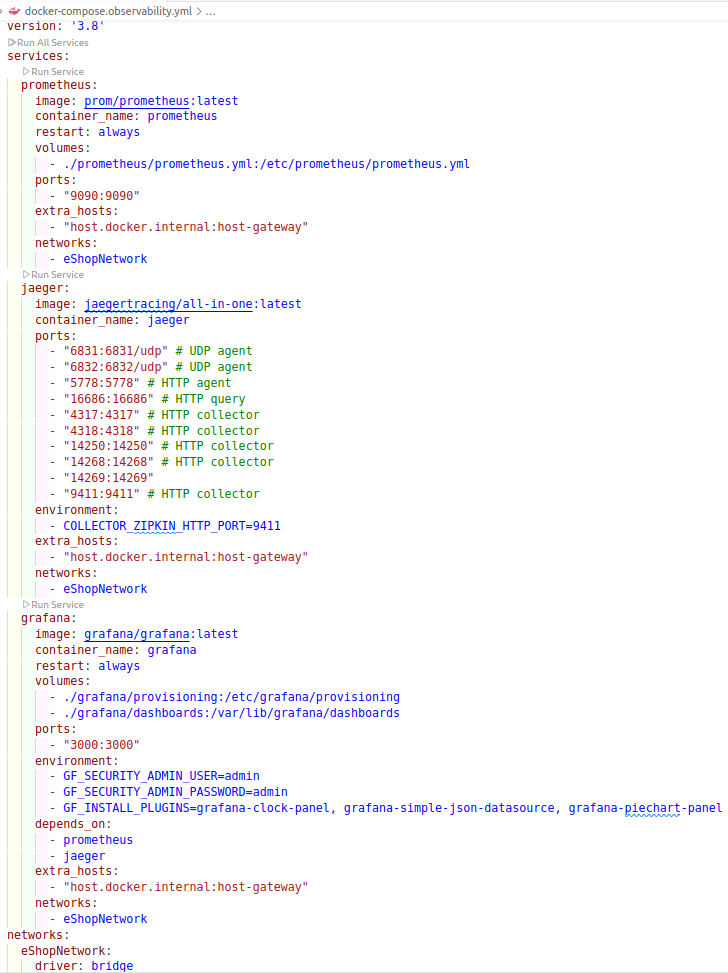 docker-compose.observability.yml > ...
version: '3.8'
Run All Services
services:
Run Service
  prometheus:
    image: prom/prometheus:latest
    container_name: prometheus
    restart: always
    volumes:
      - ./prometheus/prometheus.yml:/etc/prometheus/prometheus.yml
    ports:
      - "9090:9090"
    extra_hosts:
      - "host.docker.internal:host-gateway"
    networks:
      - eShopNetwork
Run Service
  jaeger:
    image: jaegertracing/all-in-one:latest
    container_name: jaeger
    ports:
      - "6831:6831/udp" # UDP agent
      - "6832:6832/udp" # UDP agent
      - "5778:5778" # HTTP agent
      - "16686:16686" # HTTP query
      - "4317:4317" # HTTP collector
      - "4318:4318" # HTTP collector
      - "14250:14250" # HTTP collector
      - "14268:14268" # HTTP collector
      - "14269:14269"
      - "9411:9411" # HTTP collector
    environment:
      - COLLECTOR_ZIPKIN_HTTP_PORT=9411
    extra_hosts:
      - "host.docker.internal:host-gateway"
    networks:
      - eShopNetwork
Run Service
  grafana:
    image: grafana/grafana:latest
    container_name: grafana
    restart: always
    volumes:
      - ./grafana/provisioning:/etc/grafana/provisioning
      - ./grafana/dashboards:/var/lib/grafana/dashboards
    ports:
      - "3000:3000"
    environment:
      - GF_SECURITY_ADMIN_USER=admin
      - GF_SECURITY_ADMIN_PASSWORD=admin
      - GF_INSTALL_PLUGINS=grafana-clock-panel, grafana-simple-json-datasource, grafana-piechart-panel
    depends_on:
      - prometheus
      - jaeger
    extra_hosts:
      - "host.docker.internal:host-gateway"
    networks:
      - eShopNetwork
networks:
  eShopNetwork:
    driver: bridge